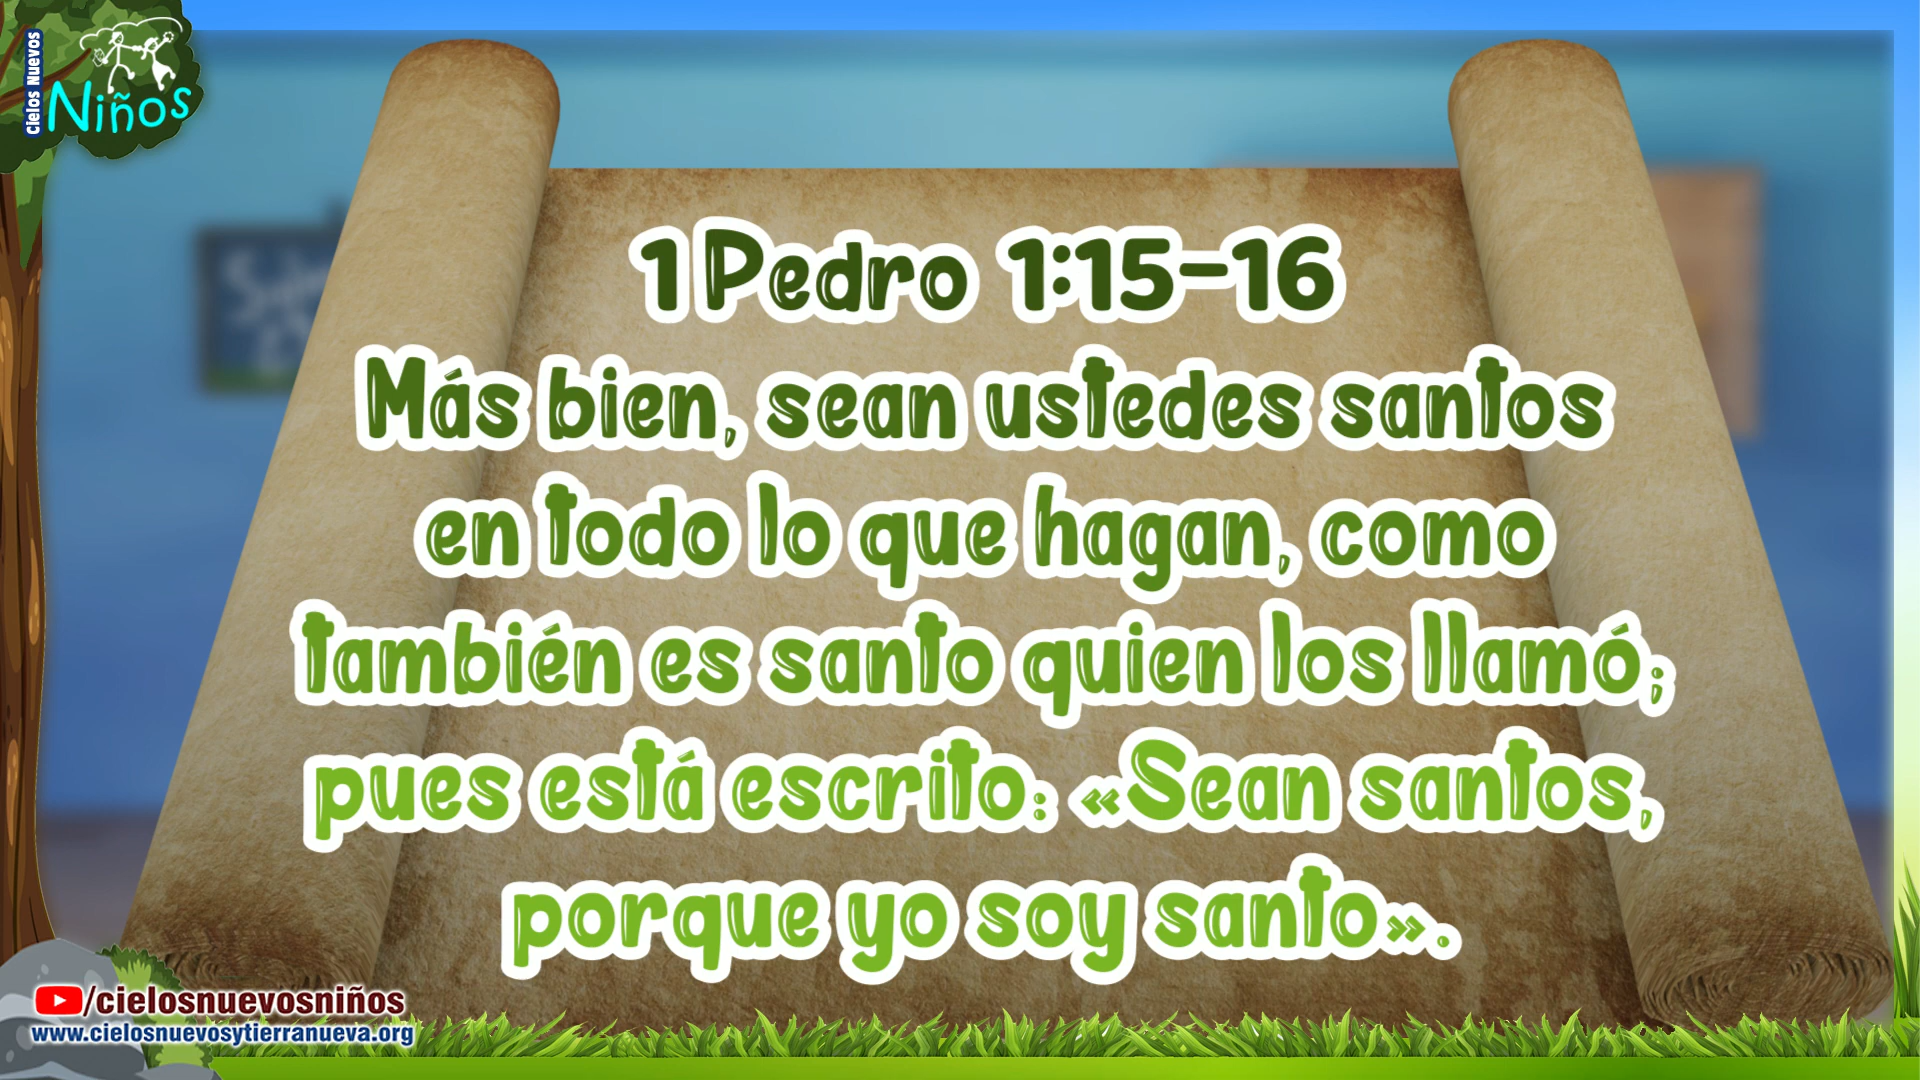 Cielos Nuevos
Niños
1 Pedro 1:15-16
Más bien, sean ustedes santos
en todo lo que hagan, como
también es santo quien los llamó;
pues está escrito: «Sean santos,
porque yo soy santo».
/cielosnuevosniños
www.cielosnuevosytierranueva.org